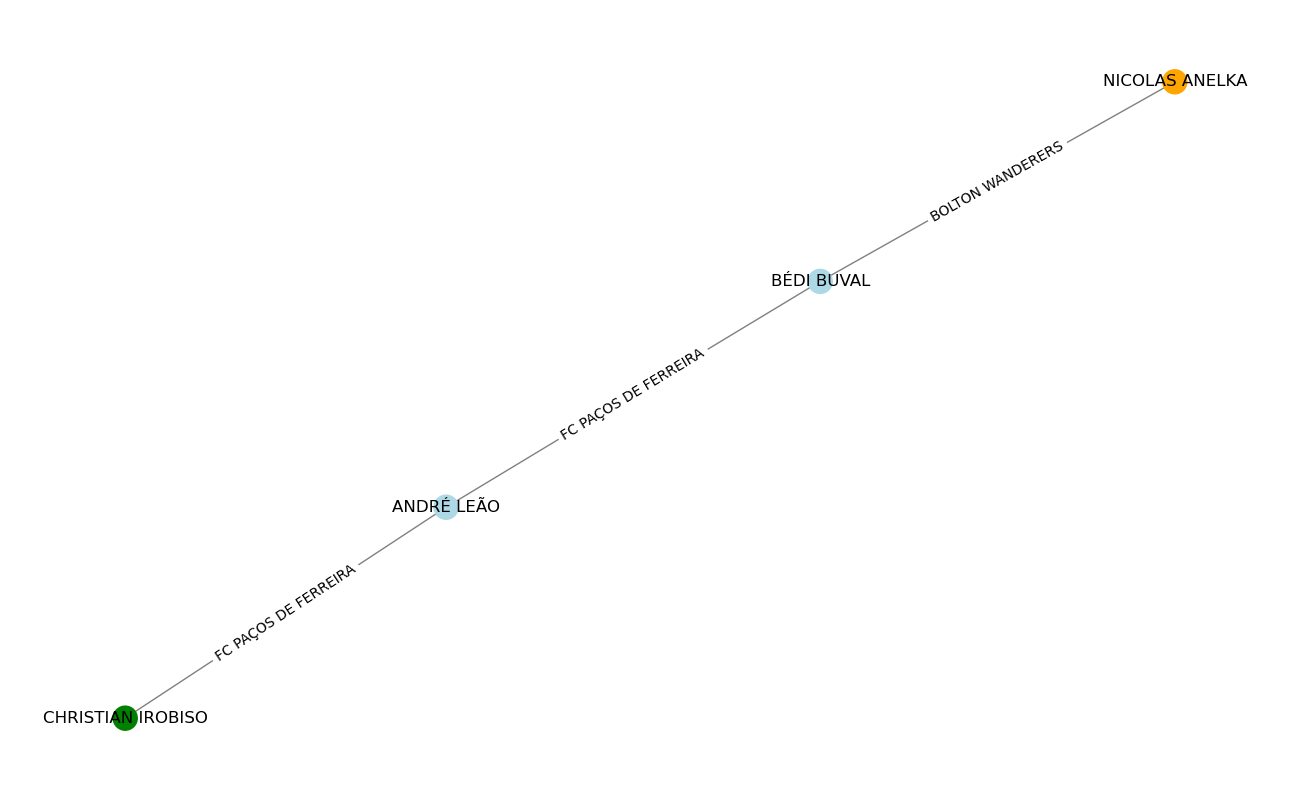 NICOLAS ANELKA
BOLTON WANDERERS
BÉDI BUVAL
FC PAÇOS DE FERREIRA
ANDRÉ LEÃO
FC PAÇOS DE FERREIRA
CHRISTIAN IROBISO